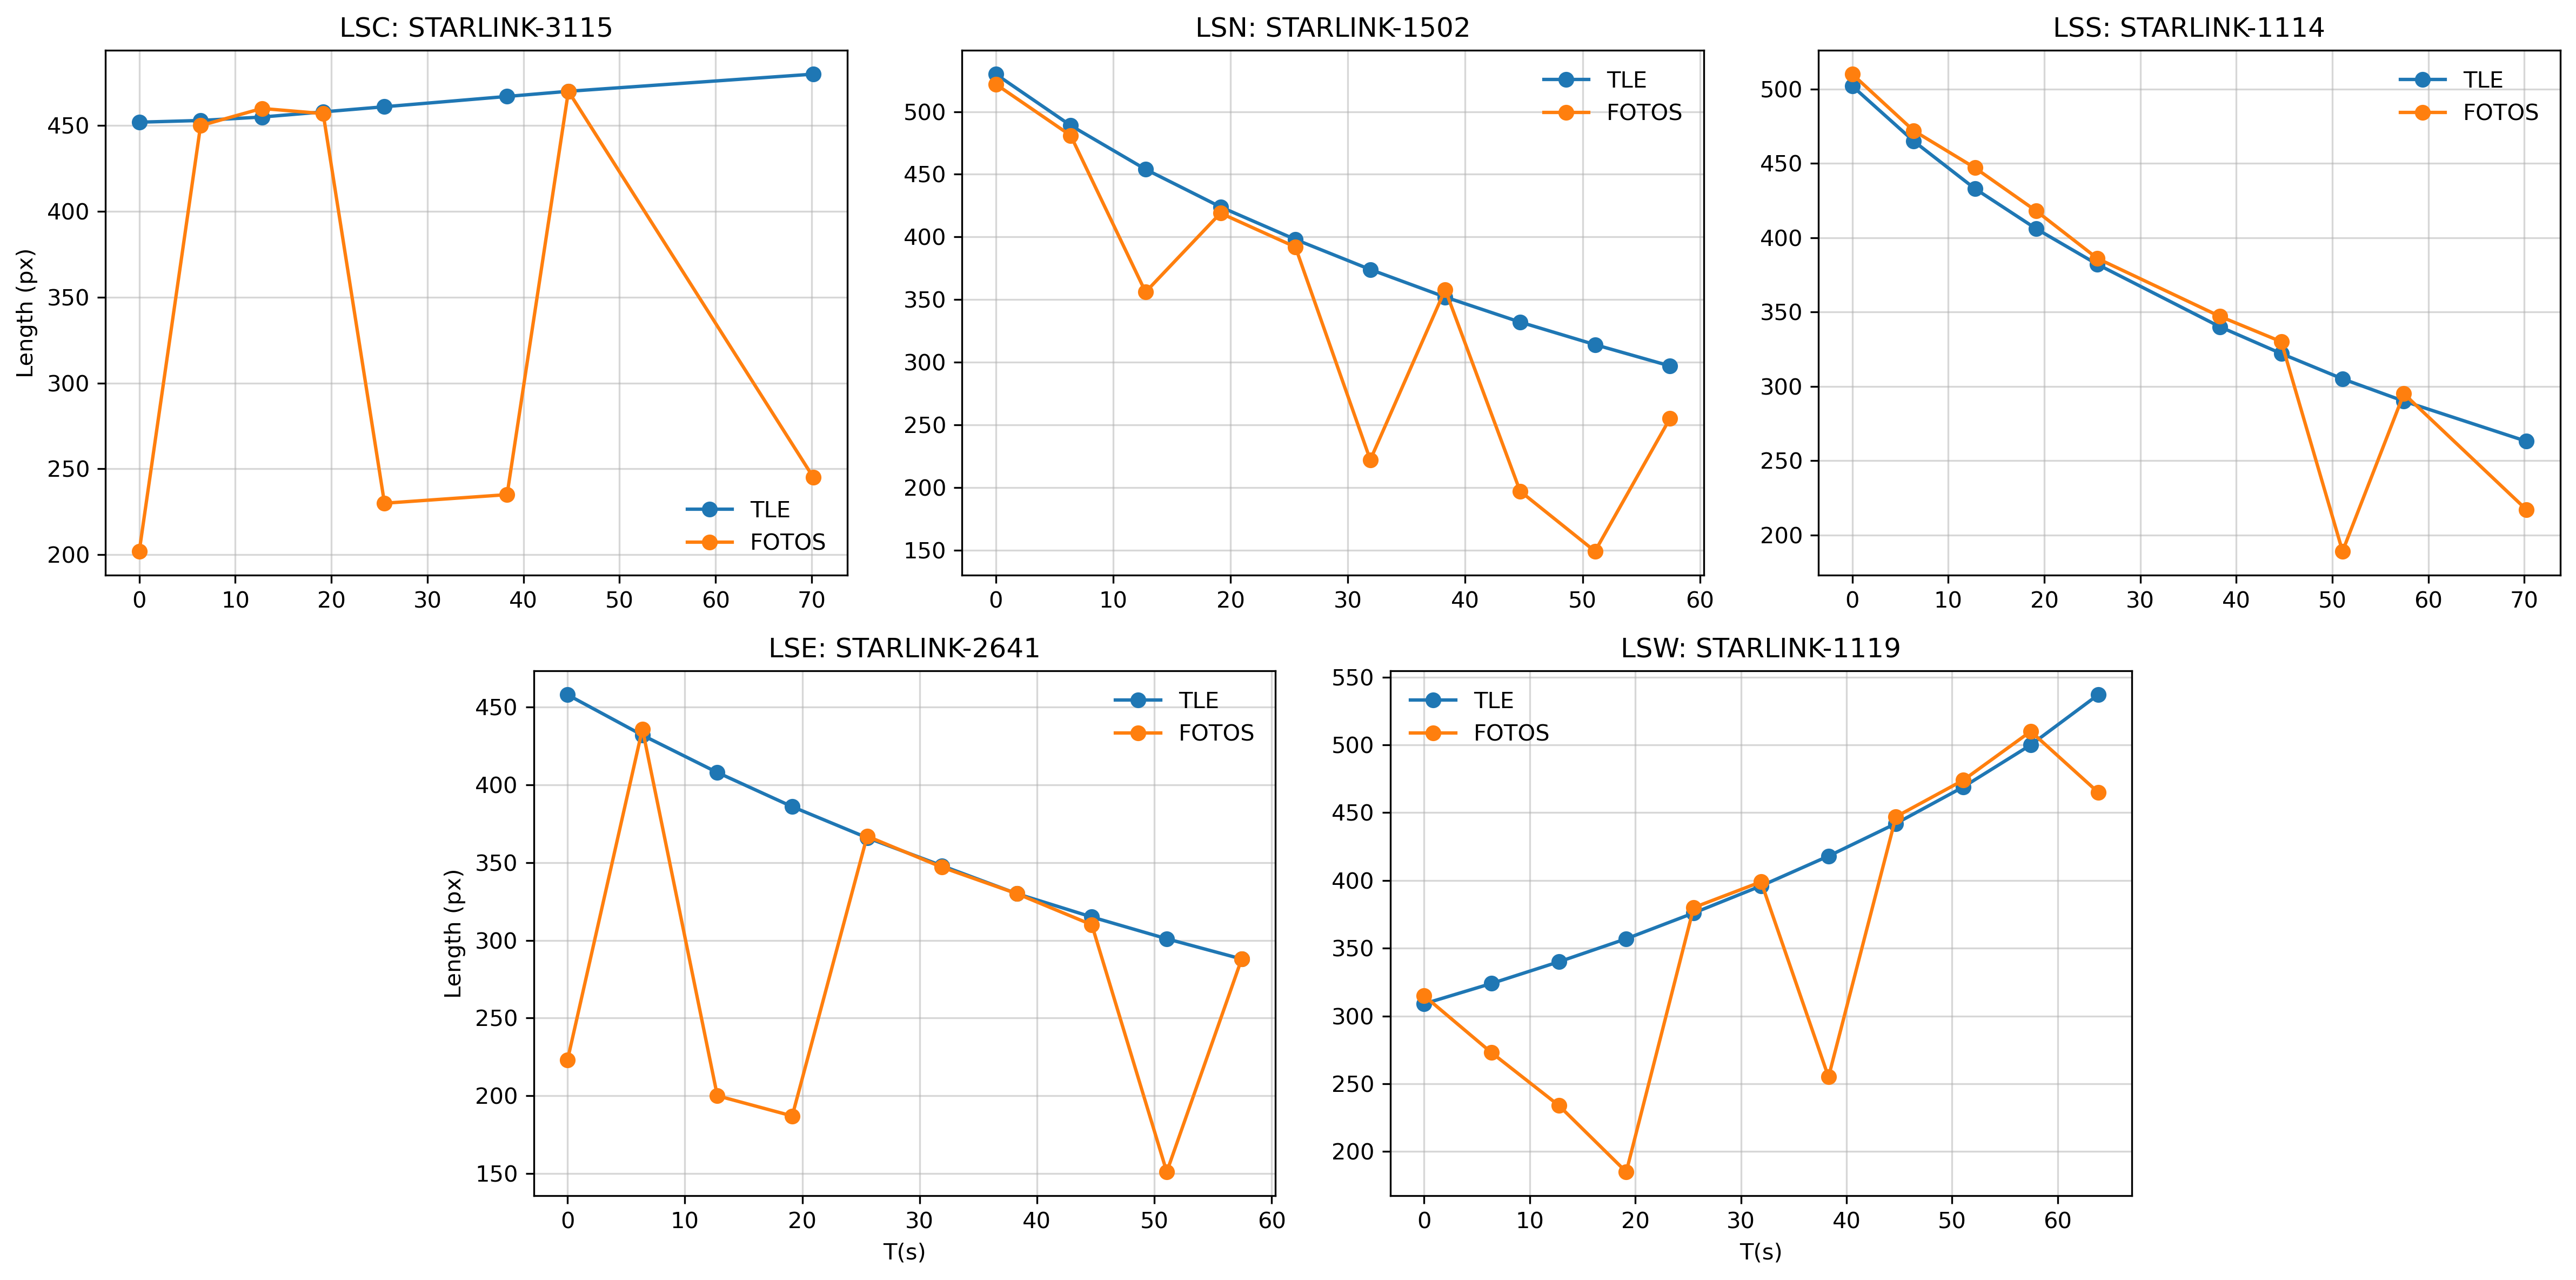 LSC: STARLINK-3115
LSN: STARLINK-1502
LSS: STARLINK-1114
Length (px)
450
400
350
300
250
200
TLE
FOTOS
0 10 20 30 40 50 60 70
500
450
400
350
300
250
200
150
TLE
FOTOS
0 10 20 30 40 50 60
500
450
400
350
300
250
200
TLE
FOTOS
0 10 20 30 40 50 60 70
LSE: STARLINK-2641
LSW: STARLINK-1119
Length (px)
450
400
350
300
250
200
150
TLE
FOTOS
0 10 20 30 40 50 60
T(s)
550
500
450
400
350
300
250
200
TLE
FOTOS
0 10 20 30 40 50 60
T(s)